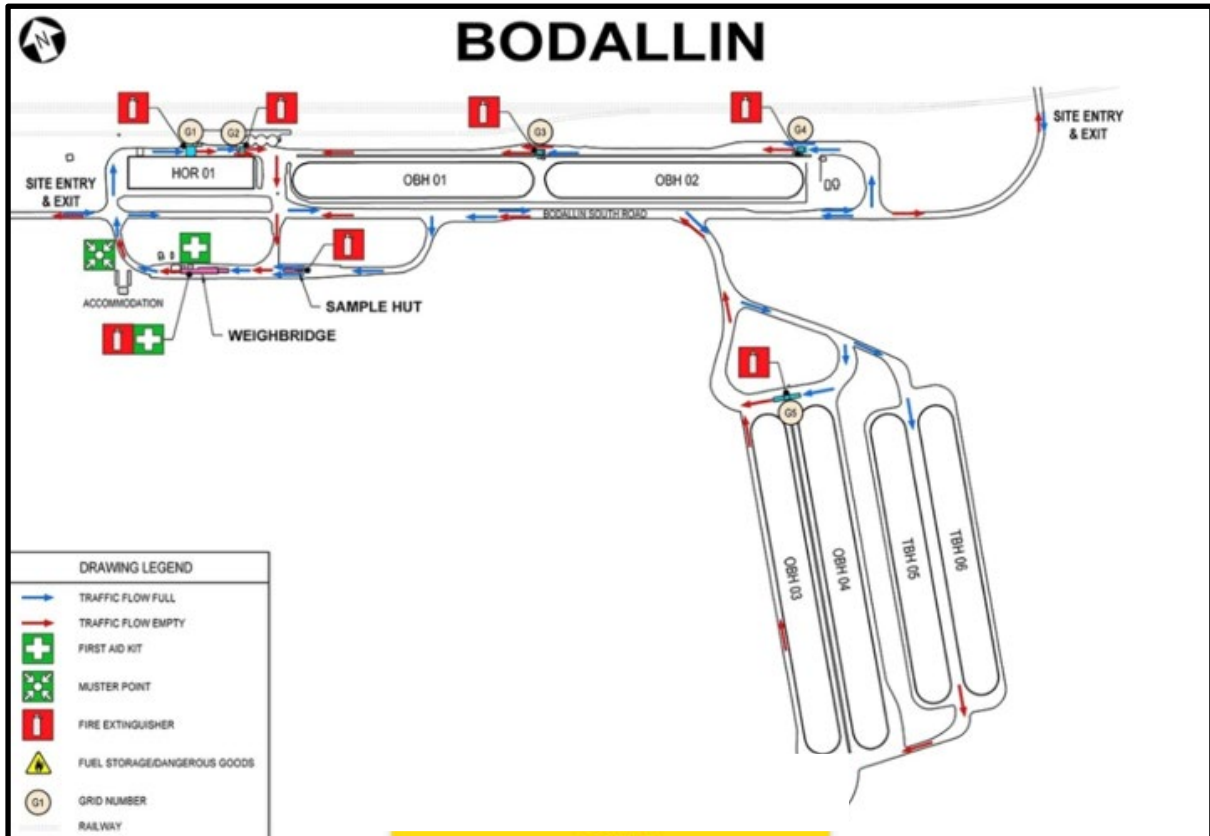 N
BODALLIN
SITE ENTRY
& EXIT
G1
G2
G3
G4
HOR 01
OBH 01
OBH 02
SITE ENTRY
& EXIT
BODALLIN SOUTH ROAD
ACCOMMODATION
SAMPLE HUT
WEIGHBRIDGE
G5
OBH 03
OBH 04
TBH 05
TBH 06
DRAWING LEGEND
TRAFFIC FLOW FULL
TRAFFIC FLOW EMPTY
FIRST AID KIT
MUSTER POINT
FIRE EXTINGUISHER
FUEL STORAGE/DANGEROUS GOODS
G1
GRID NUMBER
RAILWAY